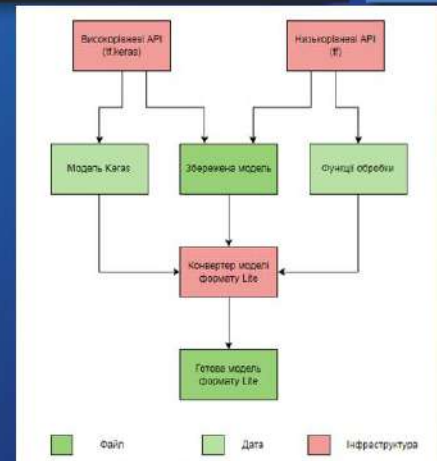 Високорівневі API
(tf.keras)
Низькорівневі API
(tf)
Модель Keras
Збережена модель
Функції обробки
Конвертер моделі
формату Lite
Готова модель
формату Lite
Файл
Дата
Інфраструктура